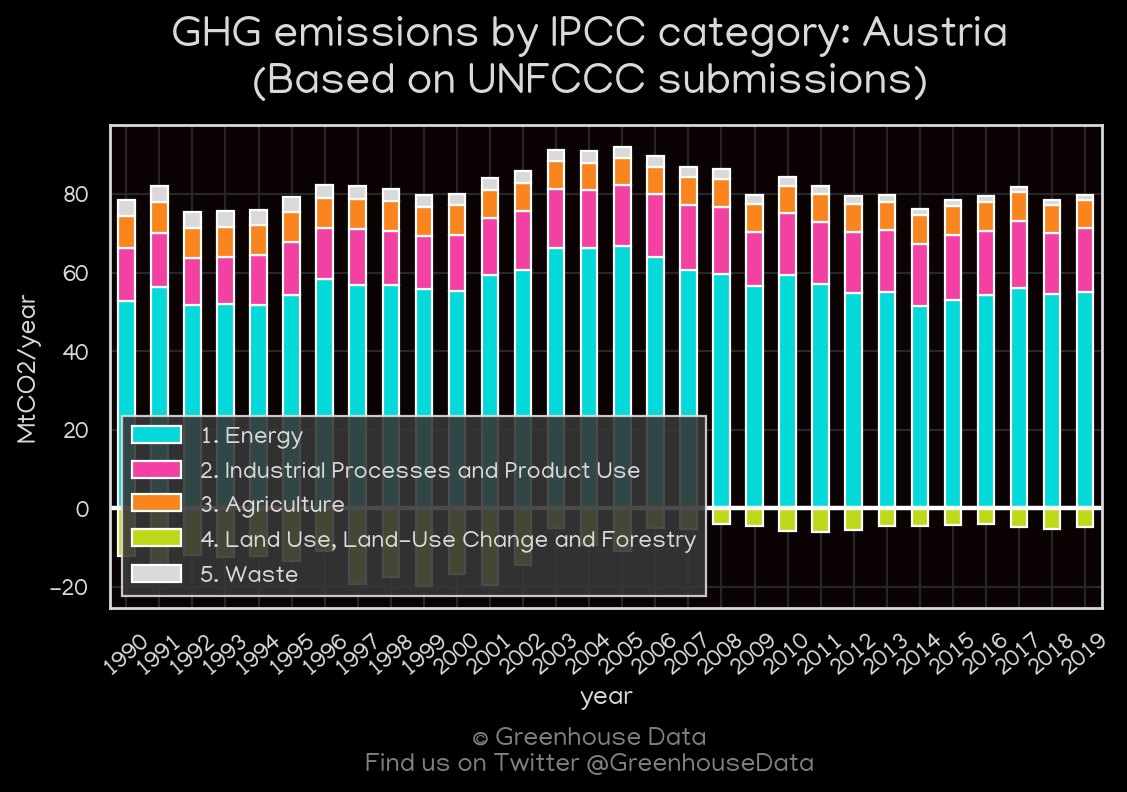 GHG emissions by IPCC category: Austria
(Based on UNFCCC submissions)
MtCO2/year
80
60
40
20
0
−20
1. Energy
2. Industrial Processes and Product Use
3. Agriculture
4. Land Use, Land-Use Change and Forestry
5. Waste
1990 1991 1992 1993 1994 1995 1996 1997 1998 1999 2000 2001 2002 2003 2004 2005 2006 2007 2008 2009 2010 2011 2012 2013 2014 2015 2016 2017 2018 2019
year
© Greenhouse Data
Find us on Twitter @GreenhouseData